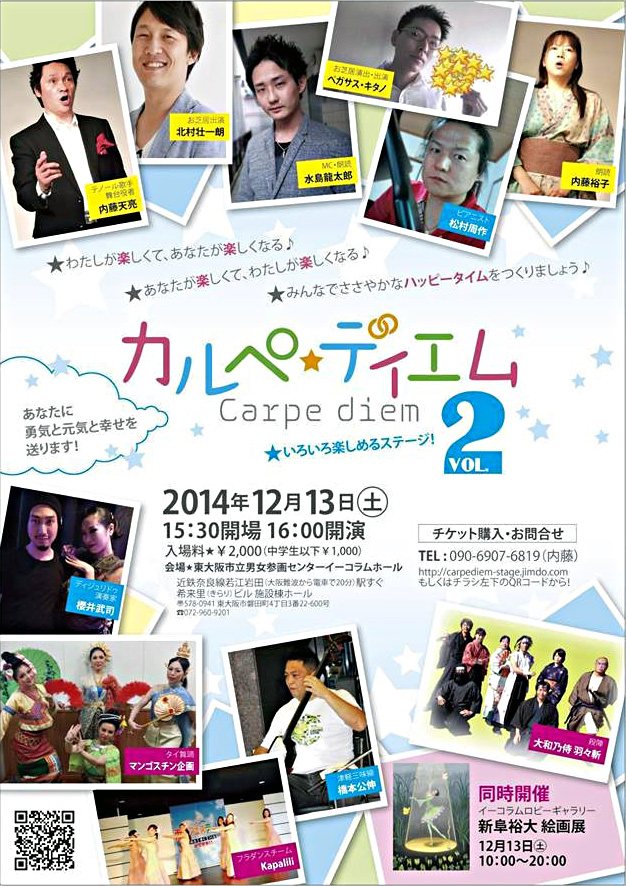 お芝居出演
北村壮一朗
お芝居演出・出演
ペガサス・キタノ
テノール歌手
舞台役者
内藤天亮
MC・朗読
水島龍太郎
ピアニスト
松村周作
朗読
内藤裕子
★わたしが楽しくて、あなたが楽しくなる♪
★あなたが楽しくて、わたしが楽しくなる♪
★みんなでささやかなハッピータイムをつくりましょう♪
カルペ★ディエム
Carpe diem
2
VOL.
★いろいろ楽しめるステージ!
あなたに
勇気と元気と幸せを
送ります!
2014年12月13日(土)
15:30開場 16:00開演
入場料★¥2,000(中学生以下¥1,000)
会場★東大阪市立男女参画センターイーコラムホール
近鉄奈良線若江岩田(大阪難波から電車で20分)駅すぐ
希来里(きらり)ビル 施設棟ホール
〒578-0941 東大阪市岩田町4丁目3番22-600号
☎072-960-9201
チケット購入・お問合せ
TEL:090-6907-6819(内藤)
http://carpediem-stage.jimdo.com
もしくはチラシ左下のQRコードから!
ディジュリドゥ
演奏家
櫻井武司
タイ舞踊
マンゴスチン企画
津軽三味線
橋本公伸
殺陣
大和乃侍 羽々斬
フラダンスチーム
Kapaliii
同時開催
イーコラムロビーギャラリー
新阜裕大 絵画展
12月13日(土)
10:00〜20:00